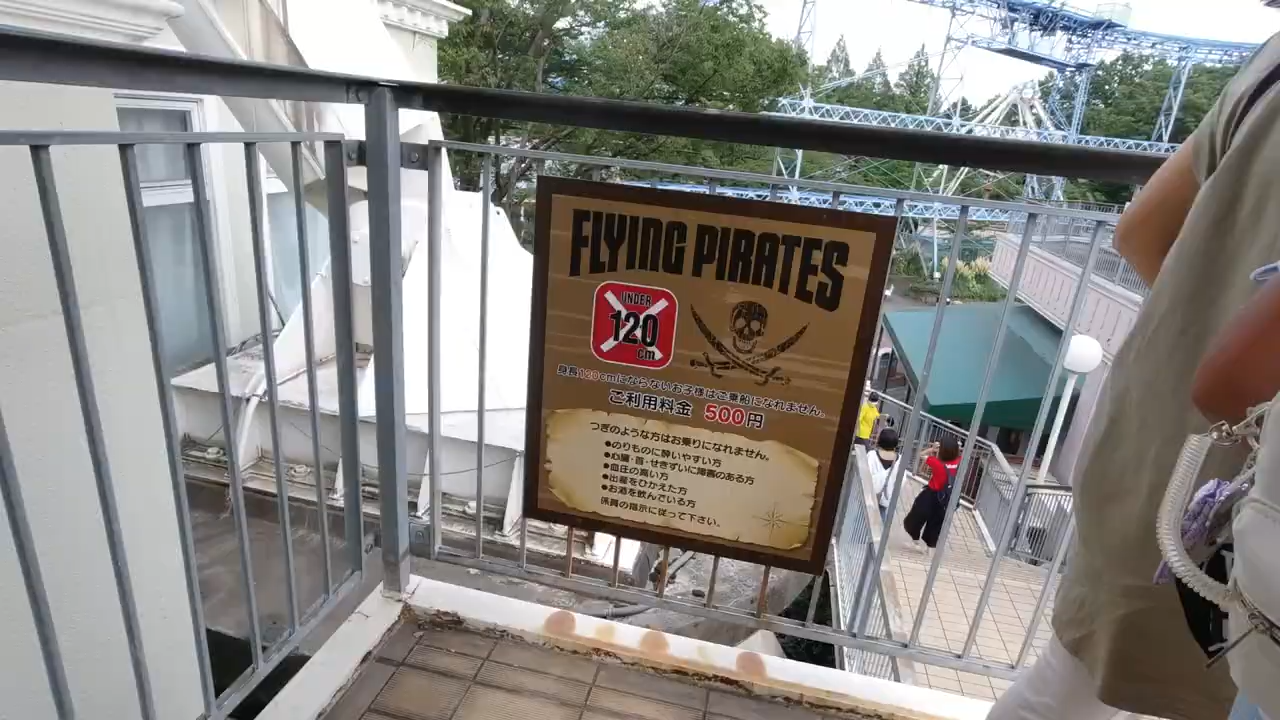 FLYING PIRATES
UNDER
120
cm
身長120cmにならないお子様はご乗船になれません。
ご利用料金 500円
つぎのような方はお乗りになれません。
●のりものに酔いやすい方
●心臓・首・せきずいに障害のある方
●血圧の高い方
●出産をひかえた方
●お酒を飲んでいる方
係員の指示に従って下さい。